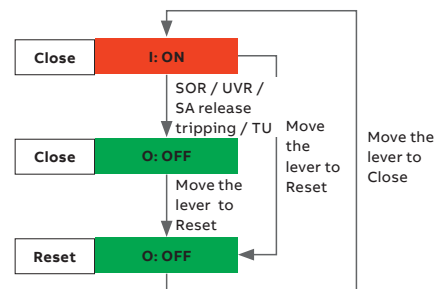 Close
I: ON
SOR / UVR /
SA release
tripping / TU
Move
the
lever to
Reset
Move the
lever to
Close
Close
O: OFF
Move the
lever to
Reset
Reset
O: OFF